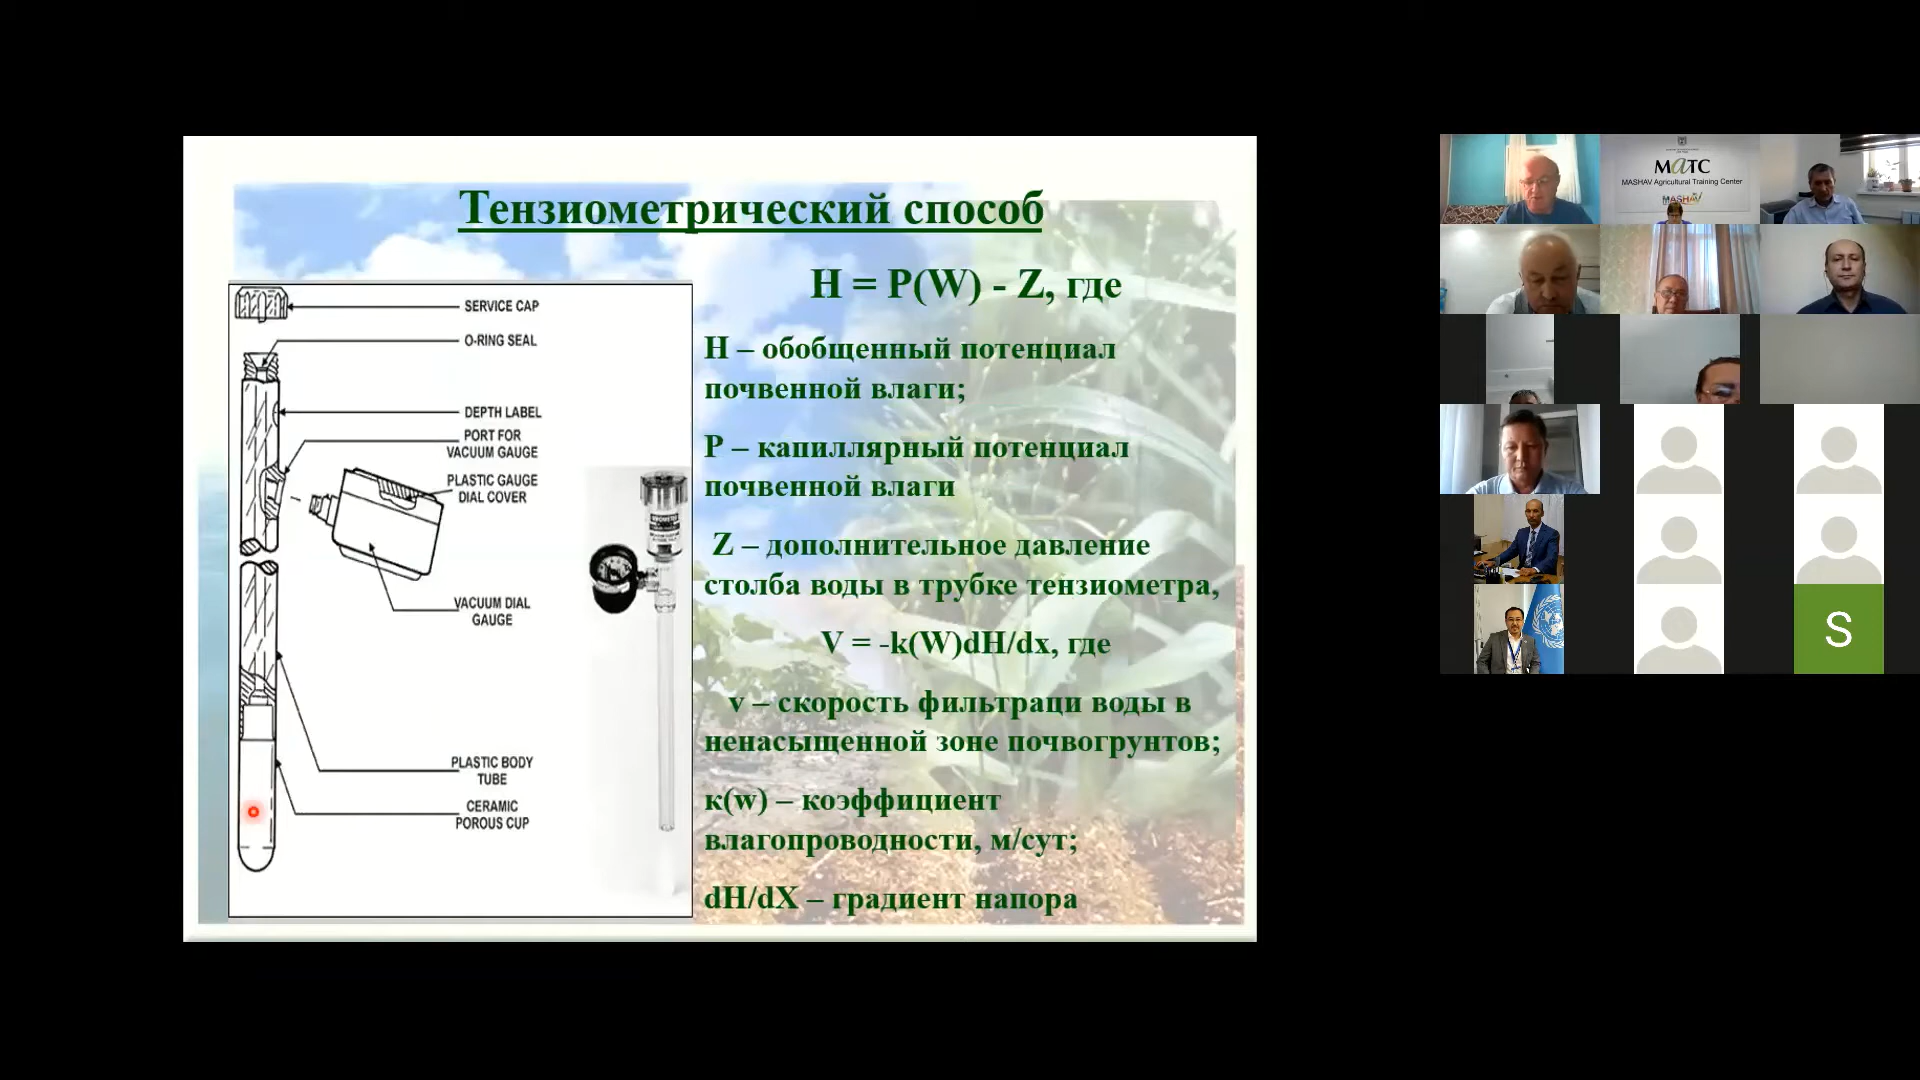 Тензиометрический способ
SERVICE CAP
O-RING SEAL
DEPTH LABEL
PORT FOR
VACUUM GAUGE
PLASTIC GAUGE
DIAL COVER
VACUUM DIAL
GAUGE
PLASTIC BODY
TUBE
CERAMIC
POROUS CUP
H = P(W) - Z, где
H – обобщенный потенциал
почвенной влаги;
P – капиллярный потенциал
почвенной влаги
Z – дополнительное давление
столба воды в трубке тензиометра,
V = -k(W)dH/dx, где
v – скорость фильтраци воды в
ненасыщенной зоне почвогрунтов;
к(w) – коэффициент
влагопроводности, м/сут;
dH/dX – градиент напора
MATC
MASHAV Agricultural Training Center
MASHAV
S